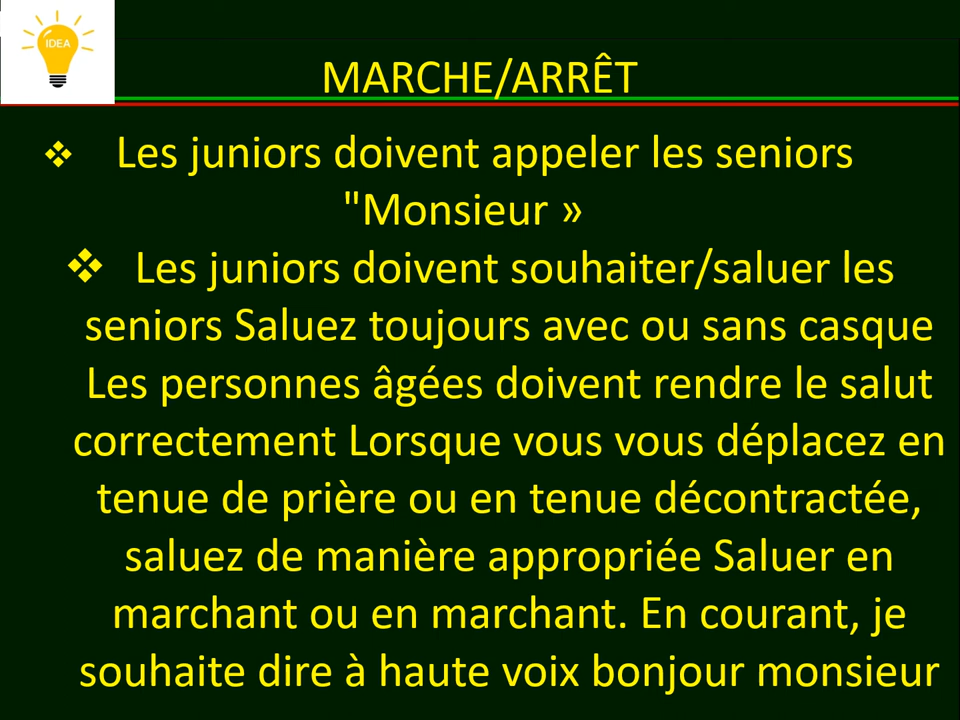 IDEA
MARCHE/ARRÊT
❖ Les juniors doivent appeler les seniors
"Monsieur »
❖ Les juniors doivent souhaiter/saluer les
seniors Saluez toujours avec ou sans casque
Les personnes âgées doivent rendre le salut
correctement Lorsque vous vous déplacez en
tenue de prière ou en tenue décontractée,
saluez de manière appropriée Saluer en
marchant ou en marchant. En courant, je
souhaite dire à haute voix bonjour monsieur